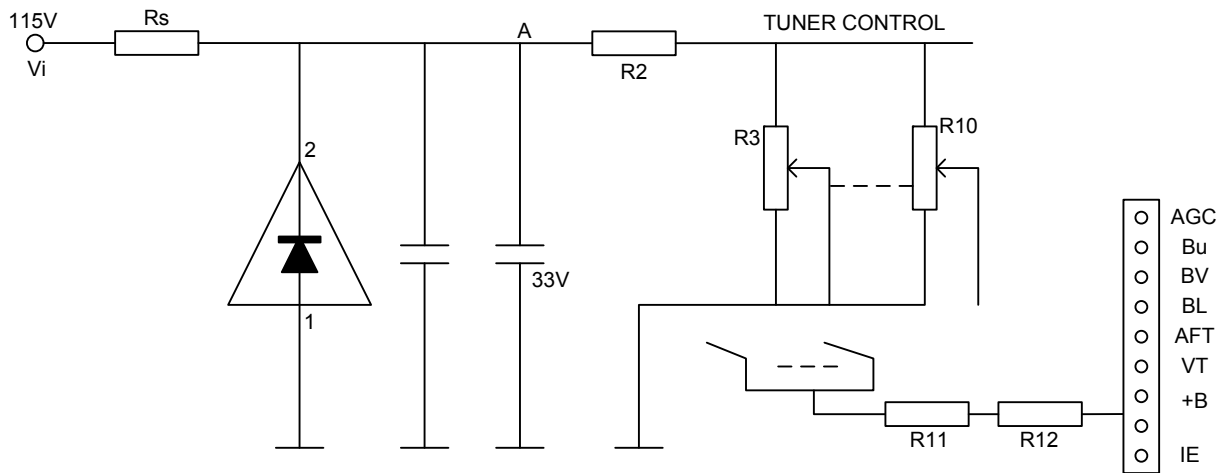 115V
Rs
A
TUNER CONTROL
Vi
R2
R3
R10
2
33V
1
AGC
Bu
BV
BL
AFT
VT
+B
R11
R12
IE